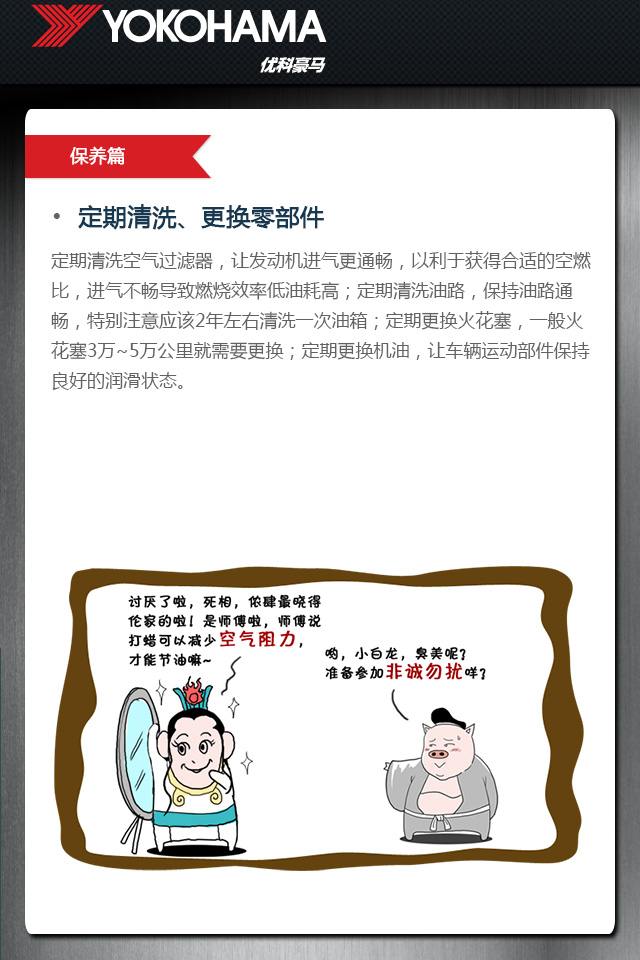 YOKOHAMA
优科豪马
保养篇
• 定期清洗、更换零部件
定期清洗空气过滤器，让发动机进气更通畅，以利于获得合适的空燃
比，进气不畅导致燃烧效率低油耗高；定期清洗油路，保持油路通
畅，特别注意应该2年左右清洗一次油箱；定期更换火花塞，一般火
花塞3万~5万公里就需要更换；定期更换机油，让车辆运动部件保持
良好的润滑状态。
讨厌了啦，死相，侬肆最晓得
伦家的啦！是师傅啦，师傅说
打蜡可以减少空气阻力，
才能节油嘛~
哟，小白龙，臭美呢？
准备参加非诚勿扰咩？